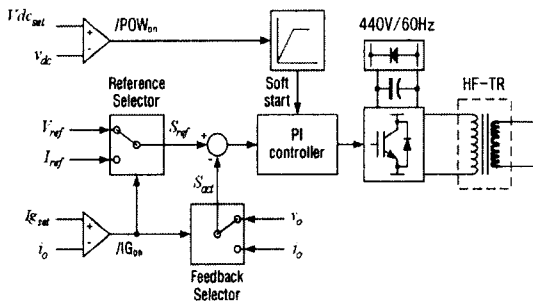 Vdc_set
+
v_dc
-
/POW_on
440V/60Hz
Soft
start
HF-TR
Reference
Selector
V_ref
I_ref
S_ref
+
-
PI
controller
S_act
Ig_set
+
i_o
-
/IG_on
v_o
i_o
Feedback
Selector